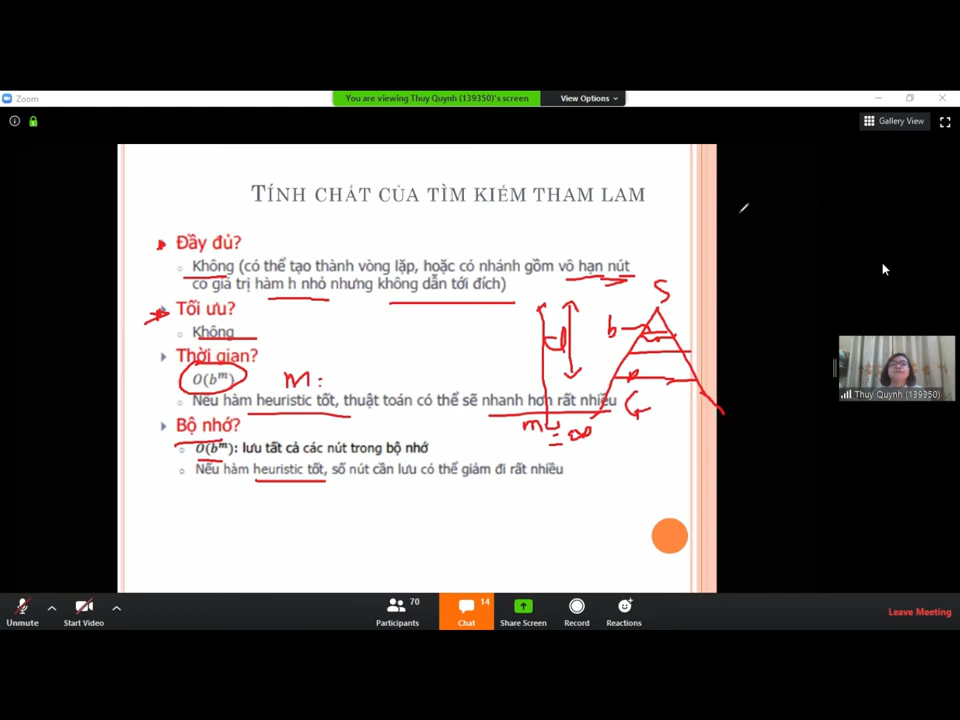 Zoom
You are viewing Thuy Quynh (139350)'s screen
View Options
Gallery View
TÍNH CHẤT CỦA TÌM KIẾM THAM LAM
Đầy đủ?
Không (có thể tạo thành vòng lặp, hoặc có nhánh gồm vô hạn nút
có giá trị hàm h nhỏ nhưng không dẫn tới đích)
Tối ưu?
Không
Thời gian?
O(b^m)
Nếu hàm heuristic tốt, thuật toán có thể sẽ nhanh hơn rất nhiều
Bộ nhớ?
O(b^m): lưu tất cả các nút trong bộ nhớ
Nếu hàm heuristic tốt, số nút cần lưu có thể giảm đi rất nhiều
m:
S
b
d
G
m
= ∞
Thuy Quynh (139350)
Unmute
Start Video
70
Participants
14
Chat
Share Screen
Record
Reactions
Leave Meeting